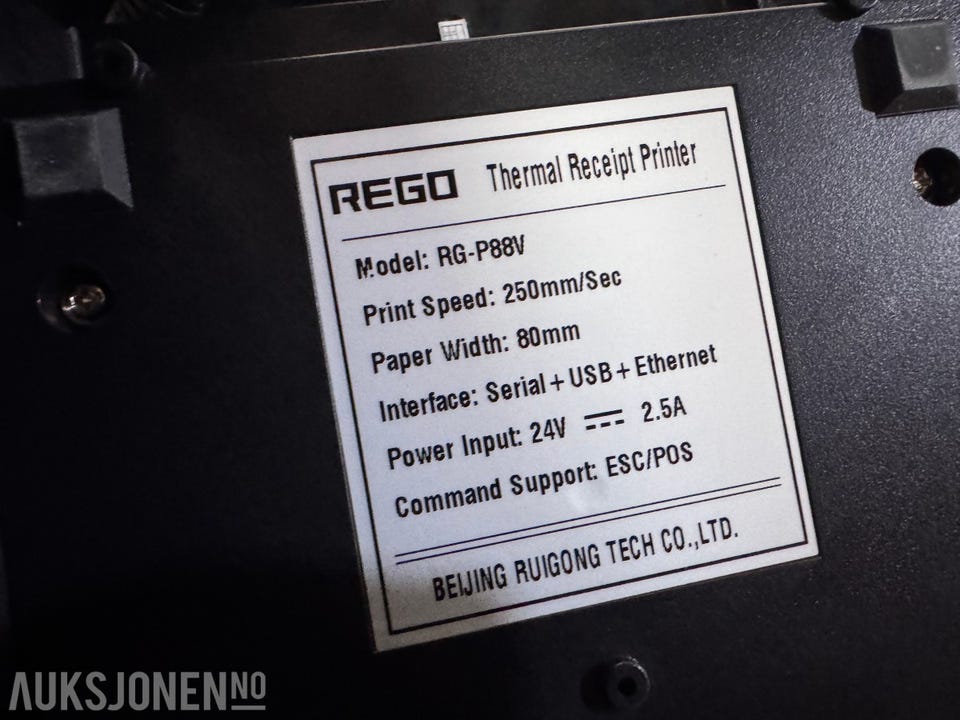 REGO Thermal Receipt Printer
Model: RG-P88V
Print Speed: 250mm/Sec
Paper Width: 80mm
Interface: Serial+USB+Ethernet
Power Input: 24V ⎓ 2.5A
Command Support: ESC/POS
BEIJING RUIGONG TECH CO.,LTD.
AUKSJONEN NO